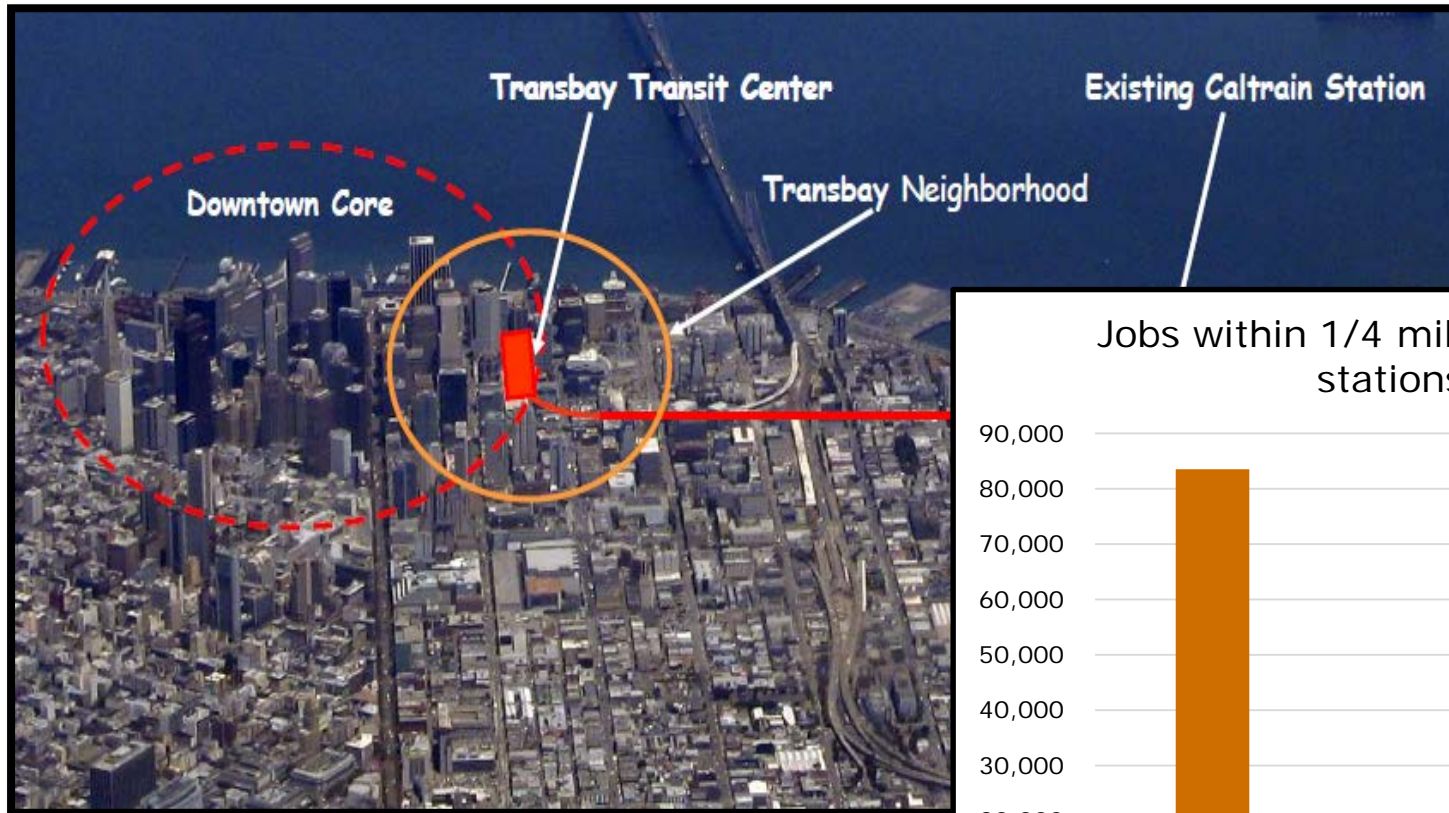 Transbay Transit Center
Existing Caltrain Station
Transbay Neighborhood
Downtown Core
Jobs within 1/4 mil
stations
90,000
80,000
70,000
60,000
50,000
40,000
30,000